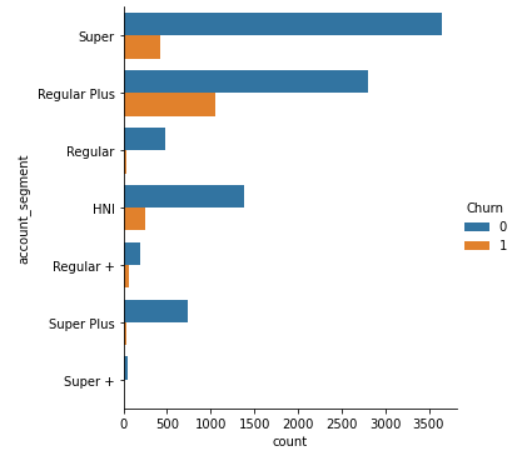 Super
Regular Plus
Regular
HNI
Regular +
Super Plus
Super +
account_segment
0 500 1000 1500 2000 2500 3000 3500
count
Churn
0
1